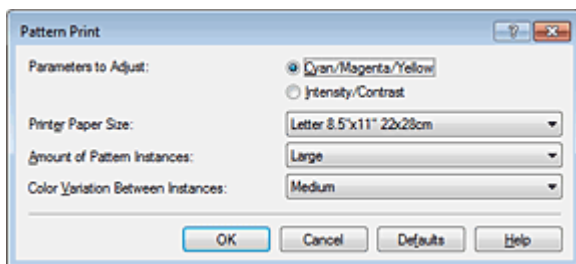 Pattern Print
Parameters to Adjust:
Cyan/Magenta/Yellow
Intensity/Contrast
Printer Paper Size:
Letter 8.5"x11" 22x28cm
Amount of Pattern Instances:
Large
Color Variation Between Instances:
Medium
OK Cancel Defaults Help